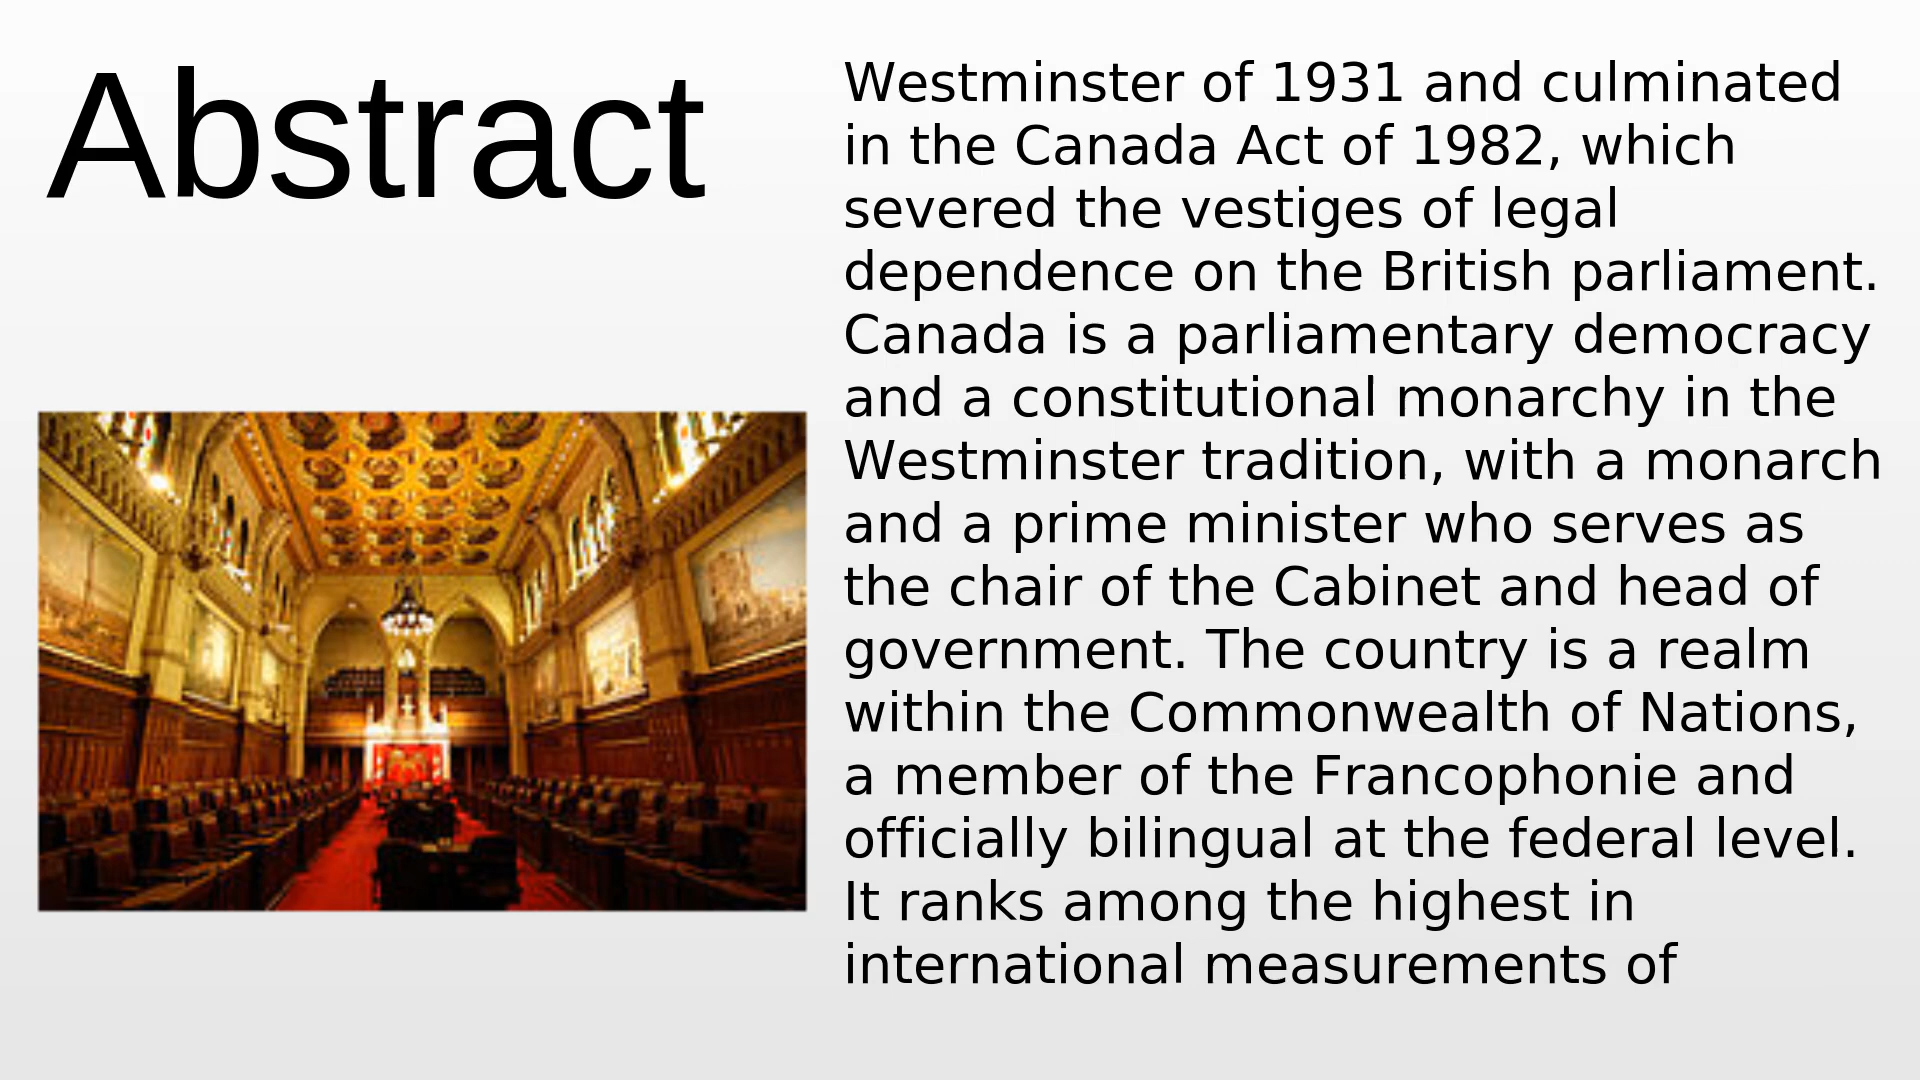 Abstract
Westminster of 1931 and culminated
in the Canada Act of 1982, which
severed the vestiges of legal
dependence on the British parliament.
Canada is a parliamentary democracy
and a constitutional monarchy in the
Westminster tradition, with a monarch
and a prime minister who serves as
the chair of the Cabinet and head of
government. The country is a realm
within the Commonwealth of Nations,
a member of the Francophonie and
officially bilingual at the federal level.
It ranks among the highest in
international measurements of